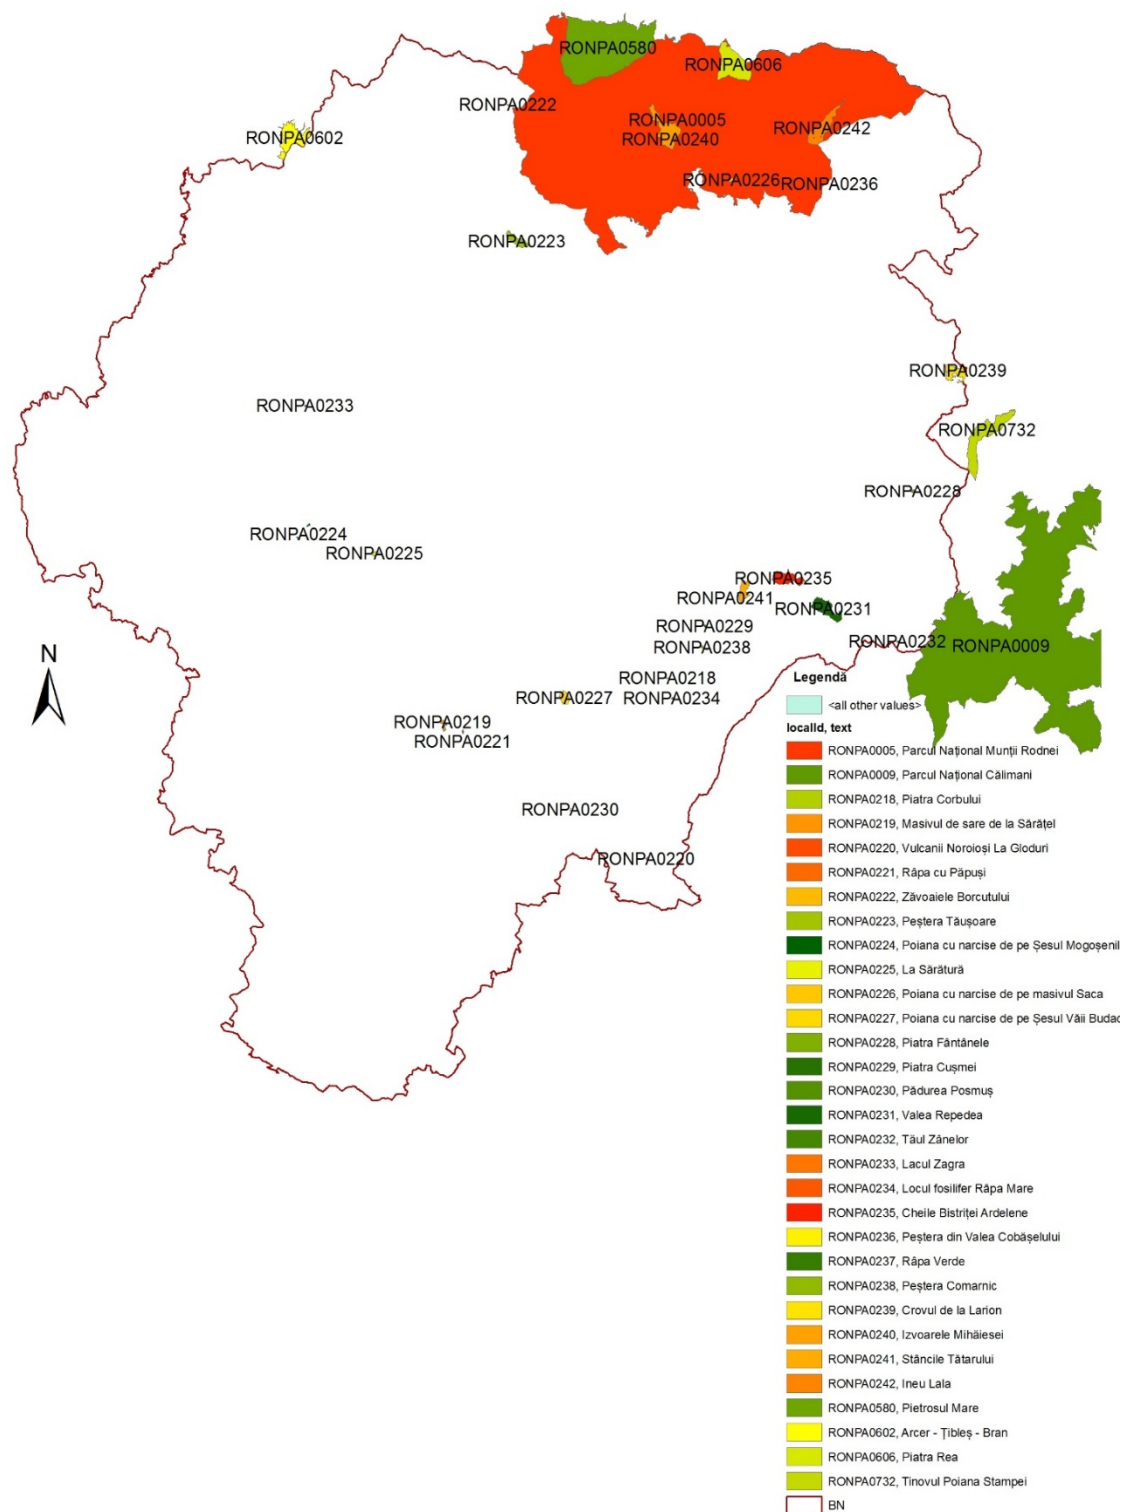 RONPA0580
RONPA0606
RONPA0222
RONPA0005
RONPA0242
RONPA0602
RONPA0240
RONPA0226
RONPA0236
RONPA0223
RONPA0239
RONPA0233
RONPA0732
RONPA0228
RONPA0224
RONPA0225
RONPA0235
RONPA0241
RONPA0231
RONPA0229
RONPA0232
RONPA0009
RONPA0238
N
RONPA0218
RONPA0227
RONPA0234
RONPA0219
RONPA0221
RONPA0230
RONPA0220
Legendă
<all other values>
localId, text
RONPA0005, Parcul Național Munții Rodnei
RONPA0009, Parcul Național Călimani
RONPA0218, Piatra Corbului
RONPA0219, Masivul de sare de la Sărățel
RONPA0220, Vulcanii Noroioși La Gloduri
RONPA0221, Râpa cu Păpuși
RONPA0222, Zăvoaiele Borcutului
RONPA0223, Peștera Tăușoare
RONPA0224, Poiana cu narcise de pe Șesul Mogoșenil
RONPA0225, La Sărătură
RONPA0226, Poiana cu narcise de pe masivul Saca
RONPA0227, Poiana cu narcise de pe Șesul Văii Budac
RONPA0228, Piatra Fântânele
RONPA0229, Piatra Cușmei
RONPA0230, Pădurea Posmuș
RONPA0231, Valea Repedea
RONPA0232, Tăul Zânelor
RONPA0233, Lacul Zagra
RONPA0234, Locul fosilifer Râpa Mare
RONPA0235, Cheile Bistriței Ardelene
RONPA0236, Peștera din Valea Cobășelului
RONPA0237, Râpa Verde
RONPA0238, Peștera Comarnic
RONPA0239, Crovul de la Larion
RONPA0240, Izvoarele Mihăiesei
RONPA0241, Stâncile Tătarului
RONPA0242, Ineu Lala
RONPA0580, Pietrosul Mare
RONPA0602, Arcer - Țibleș - Bran
RONPA0606, Piatra Rea
RONPA0732, Tinovul Poiana Stampei
BN